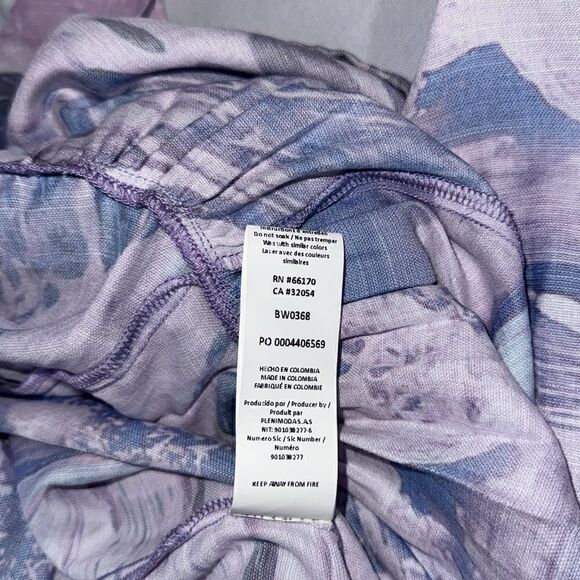 Do not soak / Ne pas tremper
Wash with similar colors
Laver avec des couleurs
similaires
RN #66170
CA #32054
BW0368
PO 0004406569
HECHO EN COLOMBIA
MADE IN COLOMBIA
FABRIQUÉ EN COLOMBIE
Producido por / Producer by /
Produit par
PLENIMODAS.AS
NIT: 901038277-6
Numero Sic / Sic Number /
Numéro
901038277
KEEP AWAY FROM FIRE